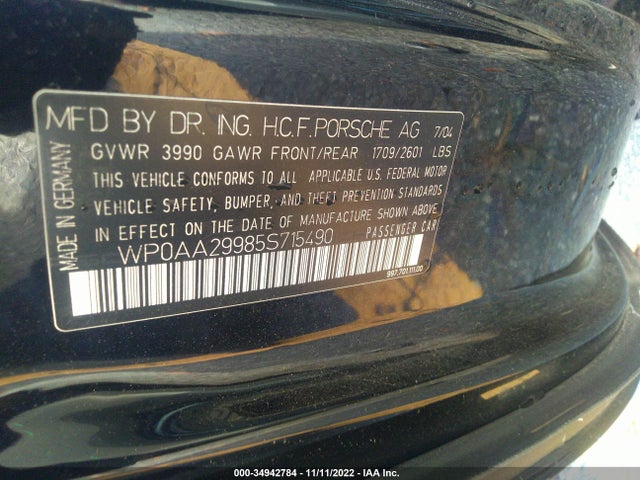 MFD BY DR. ING. H.C.F. PORSCHE AG 7/04
GVWR 3990 GAWR FRONT/REAR 1709/2601 LBS
THIS VEHICLE CONFORMS TO ALL APPLICABLE U.S. FEDERAL MOTOR
VEHICLE SAFETY, BUMPER, AND THEFT PREVENTION STANDARDS
IN EFFECT ON THE DATE OF MANUFACTURE SHOWN ABOVE
WP0AA29985S715490 PASSENGER CAR
997.701.111.00
MADE IN GERMANY
000-34942784 - 11/11/2022 - IAA Inc.